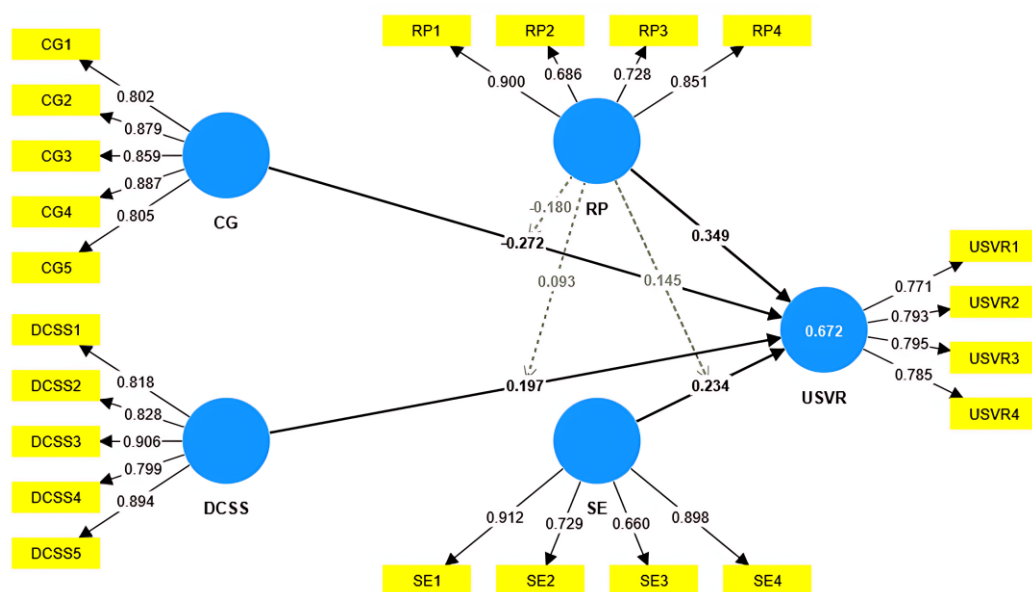 CG1
CG2
CG3
CG4
CG5
0.802
0.879
0.859
0.887
0.805
CG
RP1
RP2
RP3
RP4
0.900
0.686
0.728
0.851
RP
-0.180
-0.272
0.093
0.145
0.349
DCSS1
DCSS2
DCSS3
DCSS4
DCSS5
0.818
0.828
0.906
0.799
0.894
DCSS
0.197
0.234
SE
0.912
0.729
0.660
0.898
SE1
SE2
SE3
SE4
0.672
USVR
0.771
0.793
0.795
0.785
USVR1
USVR2
USVR3
USVR4